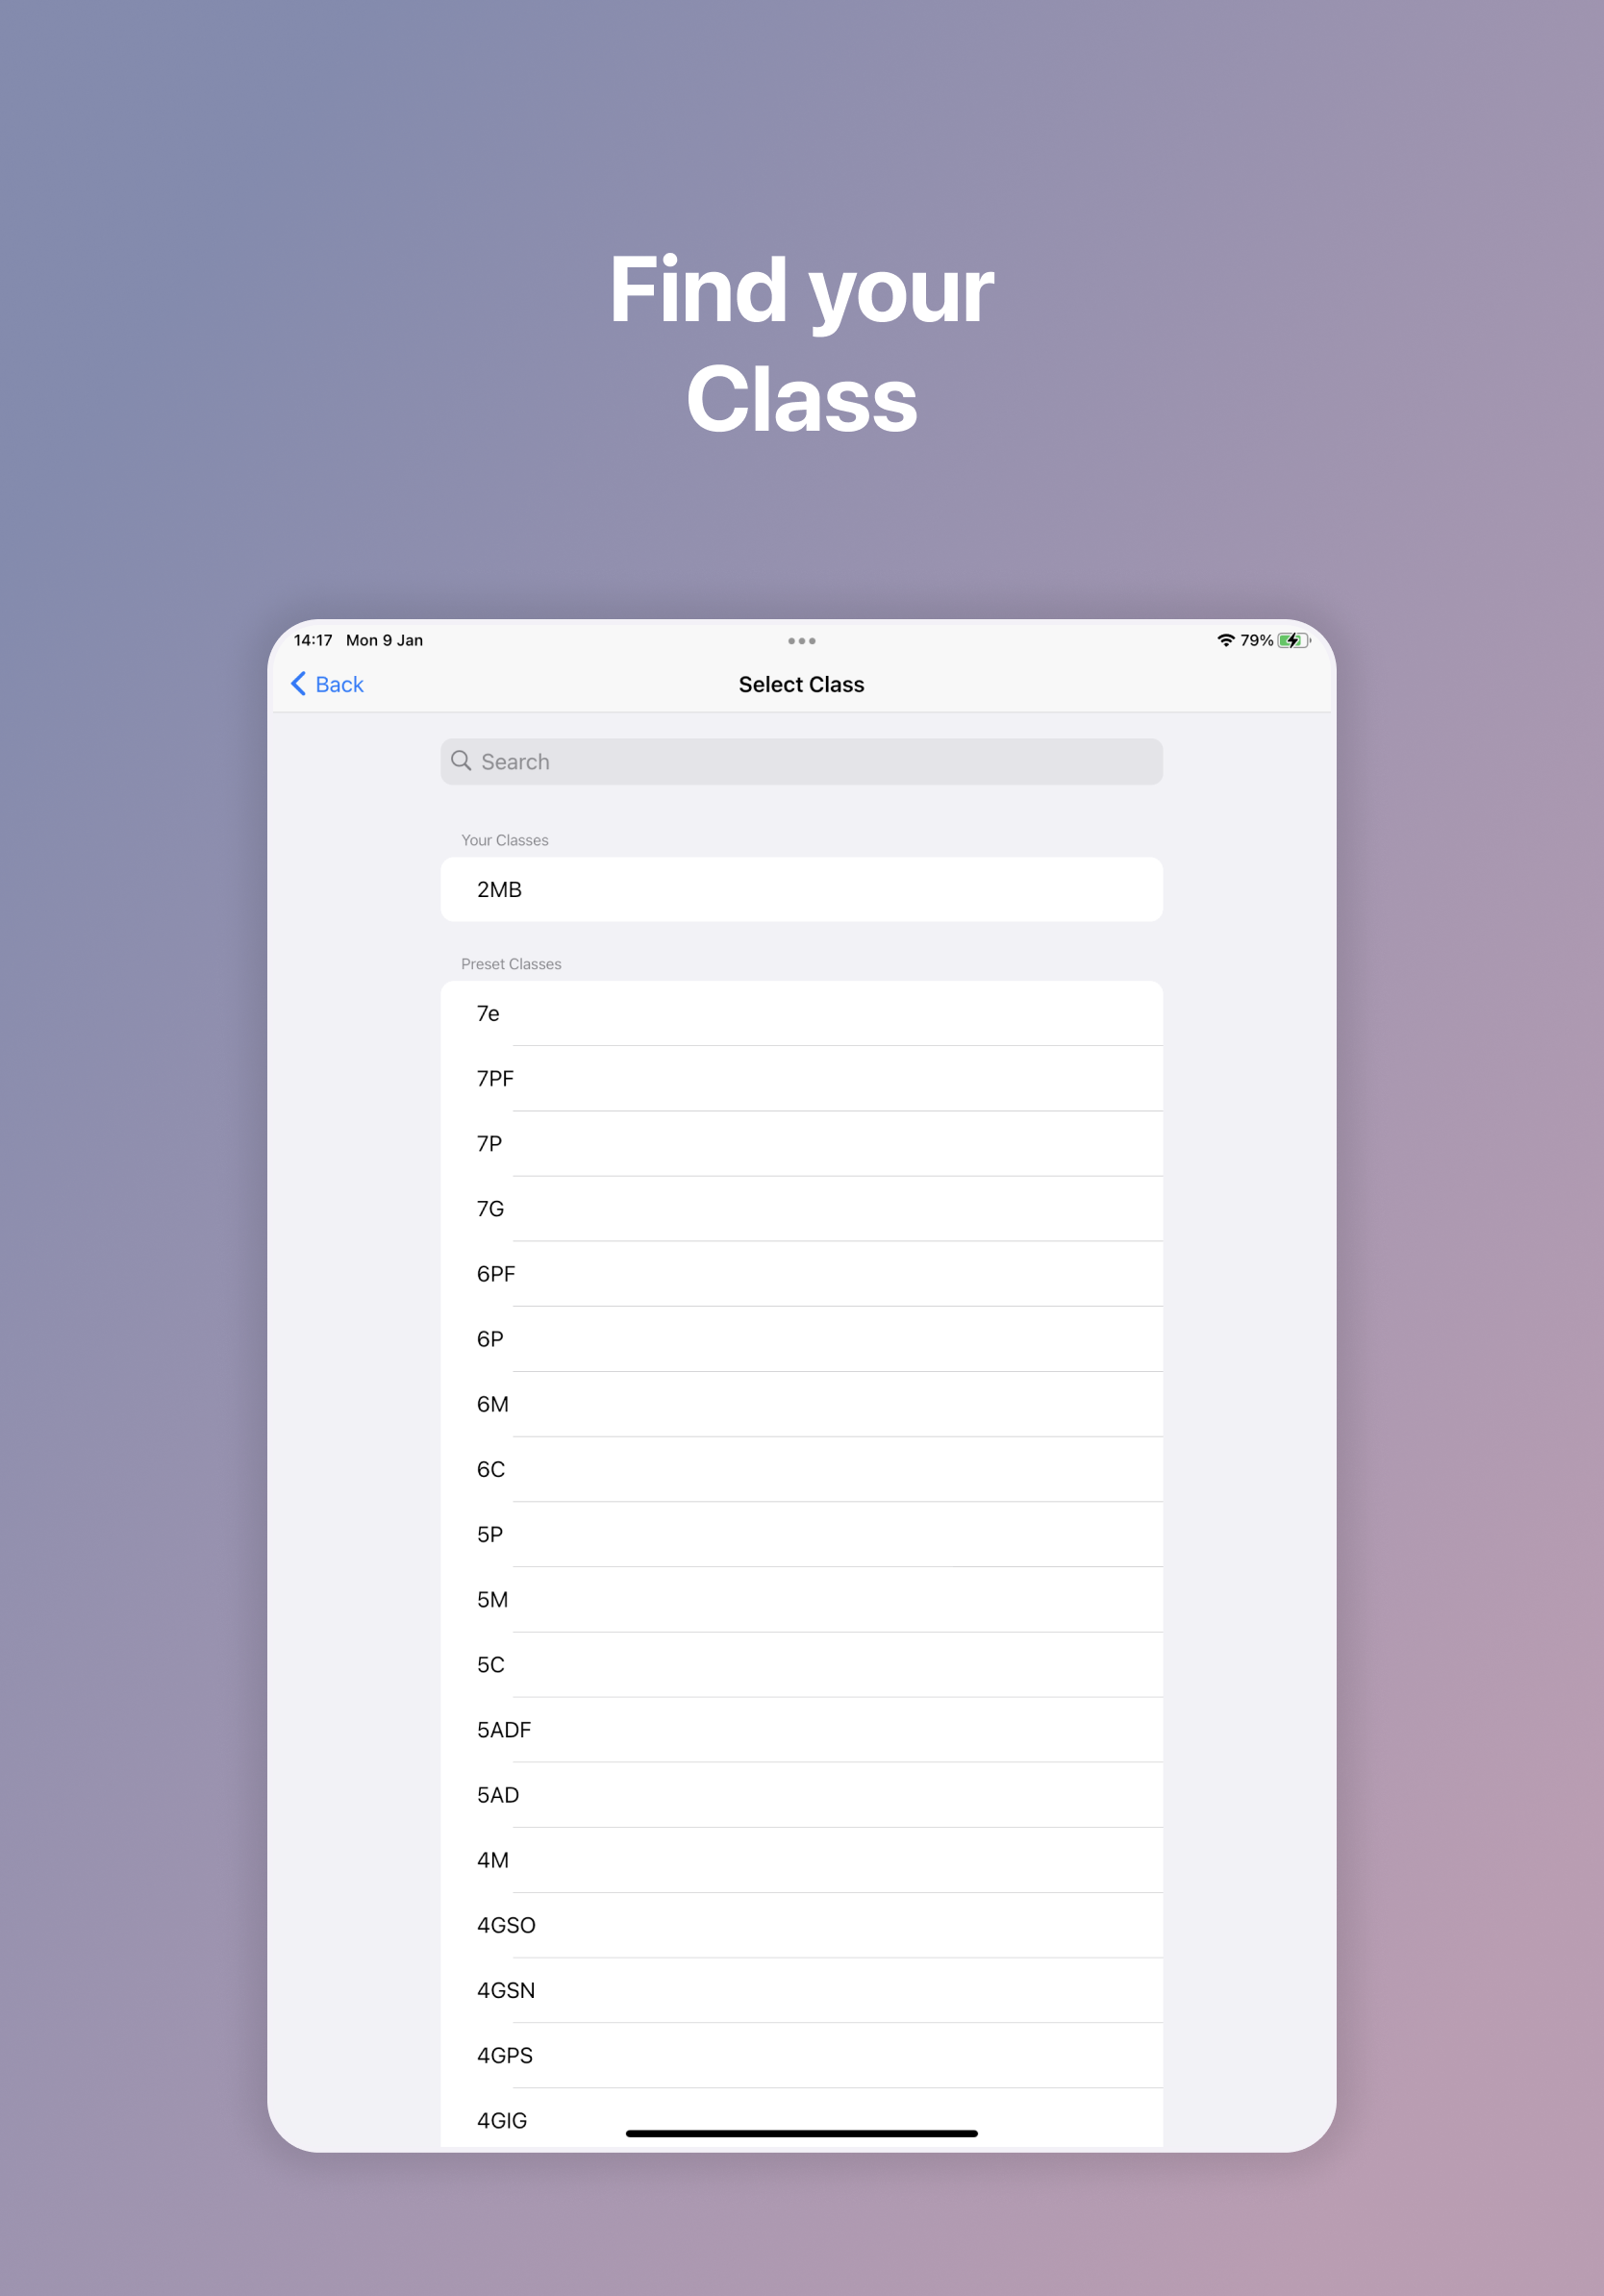 Find your
Class
14:17 Mon 9 Jan
79%
Back
Select Class
Search
Your Classes
2MB
Preset Classes
7e
7PF
7P
7G
6PF
6P
6M
6C
5P
5M
5C
5ADF
5AD
4M
4GSO
4GSN
4GPS
4GIG